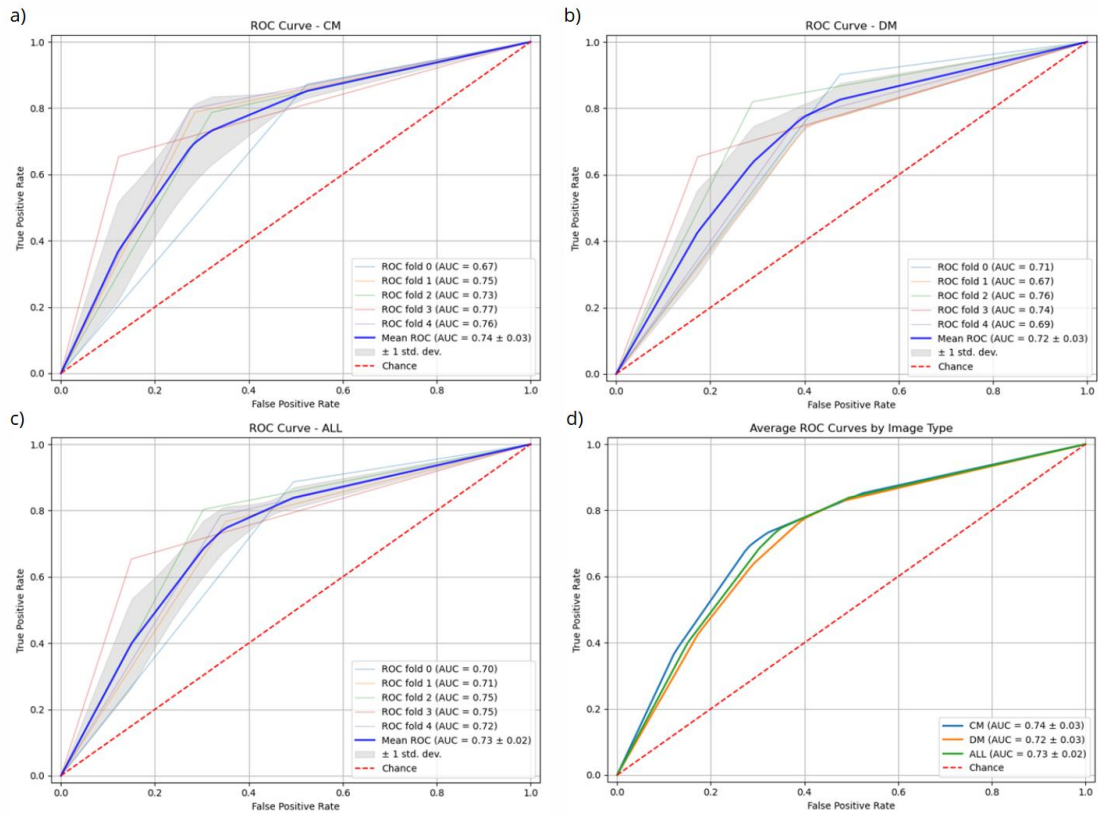 a)
ROC Curve - CM
1.0
0.8
0.6
0.4
0.2
0.0
True Positive Rate
0.0 0.2 0.4 0.6 0.8 1.0
False Positive Rate
ROC fold 0 (AUC = 0.67)
ROC fold 1 (AUC = 0.75)
ROC fold 2 (AUC = 0.73)
ROC fold 3 (AUC = 0.77)
ROC fold 4 (AUC = 0.76)
Mean ROC (AUC = 0.74 ± 0.03)
± 1 std. dev.
Chance
b)
ROC Curve - DM
1.0
0.8
0.6
0.4
0.2
0.0
True Positive Rate
0.0 0.2 0.4 0.6 0.8 1.0
False Positive Rate
ROC fold 0 (AUC = 0.71)
ROC fold 1 (AUC = 0.67)
ROC fold 2 (AUC = 0.76)
ROC fold 3 (AUC = 0.74)
ROC fold 4 (AUC = 0.69)
Mean ROC (AUC = 0.72 ± 0.03)
± 1 std. dev.
Chance
c)
ROC Curve - ALL
1.0
0.8
0.6
0.4
0.2
0.0
True Positive Rate
0.0 0.2 0.4 0.6 0.8 1.0
False Positive Rate
ROC fold 0 (AUC = 0.70)
ROC fold 1 (AUC = 0.71)
ROC fold 2 (AUC = 0.75)
ROC fold 3 (AUC = 0.75)
ROC fold 4 (AUC = 0.72)
Mean ROC (AUC = 0.73 ± 0.02)
± 1 std. dev.
Chance
d)
Average ROC Curves by Image Type
1.0
0.8
0.6
0.4
0.2
0.0
True Positive Rate
0.0 0.2 0.4 0.6 0.8 1.0
False Positive Rate
CM (AUC = 0.74 ± 0.03)
DM (AUC = 0.72 ± 0.03)
ALL (AUC = 0.73 ± 0.02)
Chance